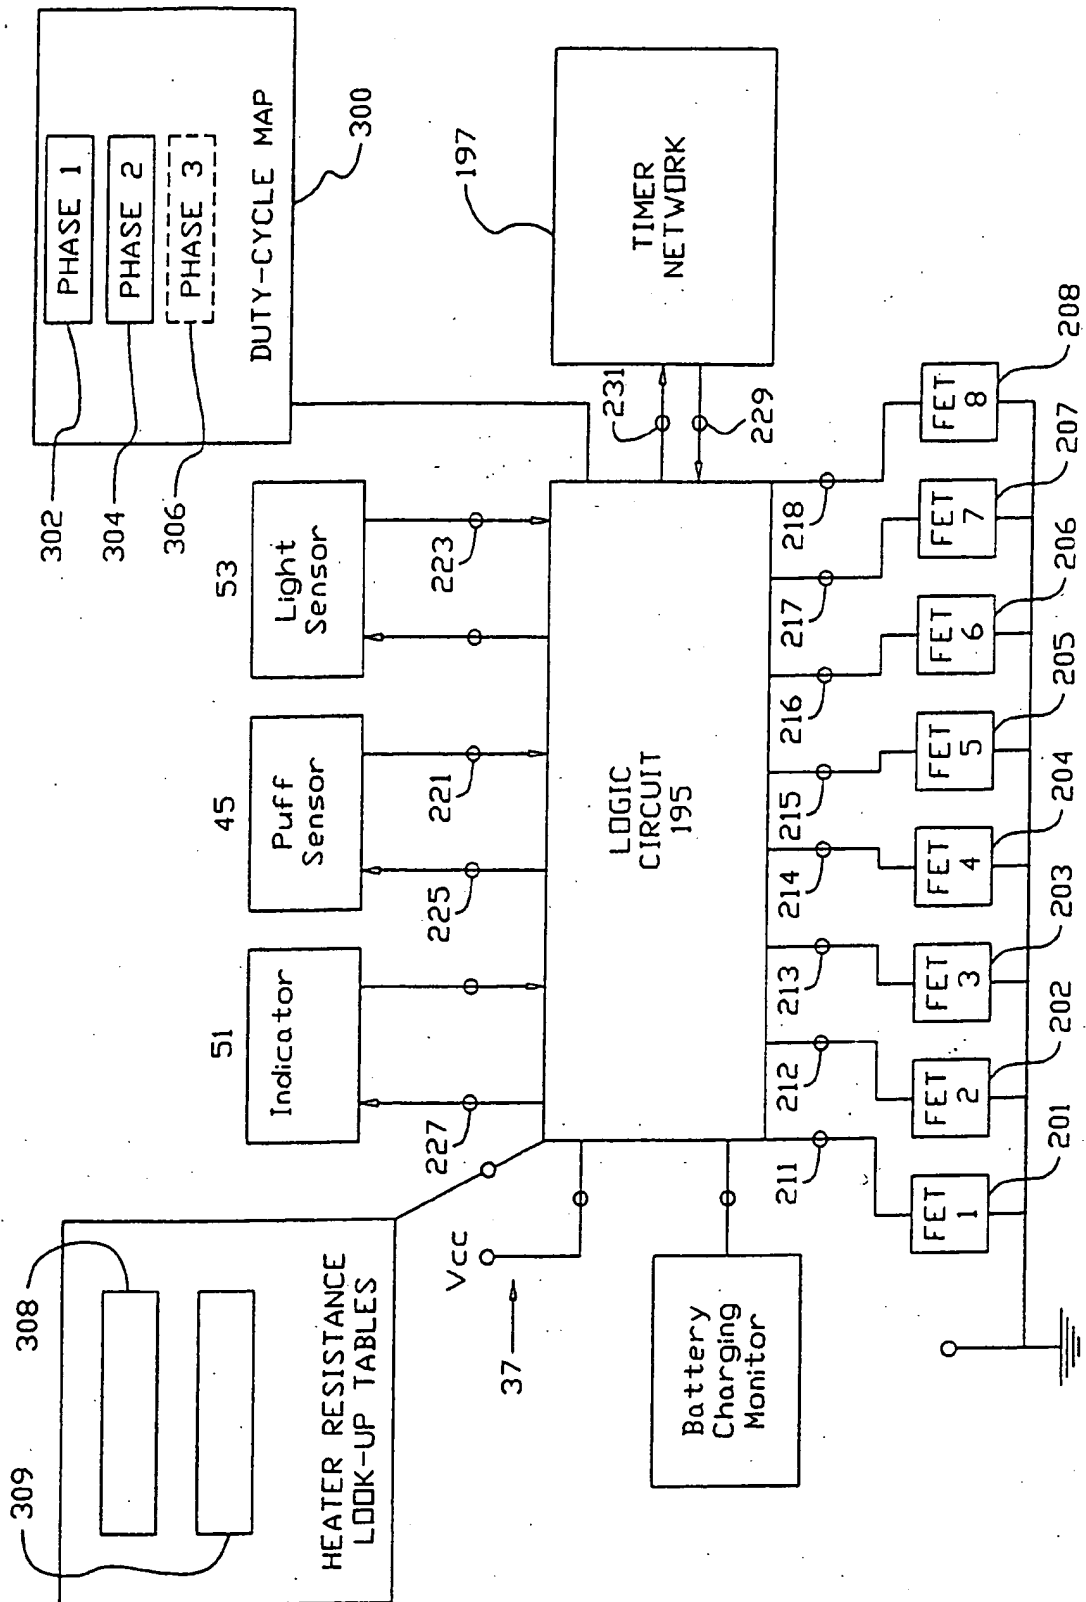 309
308
HEATER RESISTANCE
LOOK-UP TABLES
51
Indicator
45
Puff
Sensor
53
Light
Sensor
302
304
306
PHASE 1
PHASE 2
PHASE 3
DUTY-CYCLE MAP
300
227
225
221
223
Vcc
37
Battery
Charging
Monitor
LOGIC
CIRCUIT
195
231
229
TIMER
NETWORK
197
211
212
213
214
215
216
217
218
FET
1
FET
2
FET
3
FET
4
FET
5
FET
6
FET
7
FET
8
201
202
203
204
205
206
207
208